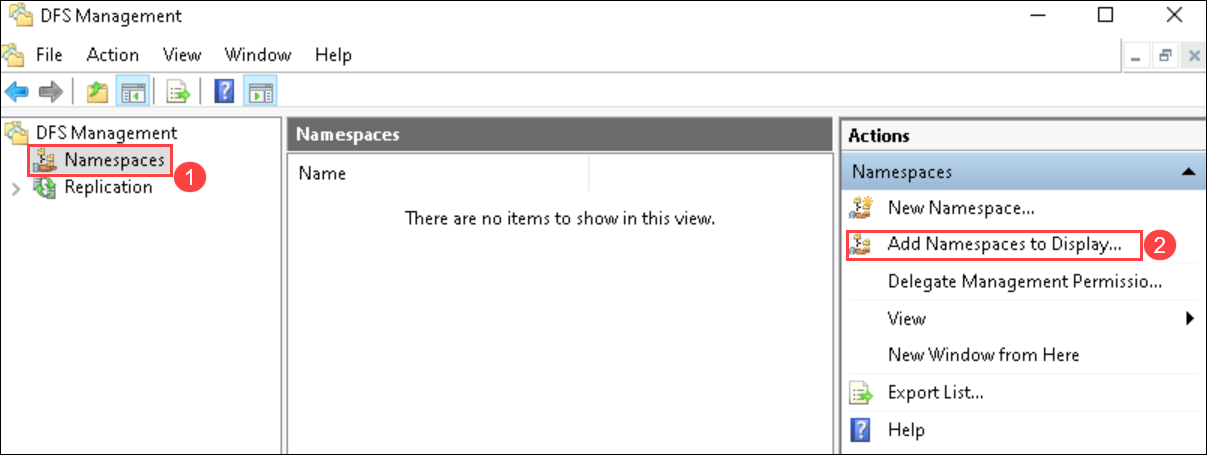 DFS Management
File Action View Window Help
DFS Management
Namespaces
1
Replication
Namespaces
Name
There are no items to show in this view.
Actions
Namespaces
New Namespace...
Add Namespaces to Display...
2
Delegate Management Permissio...
View
New Window from Here
Export List...
Help